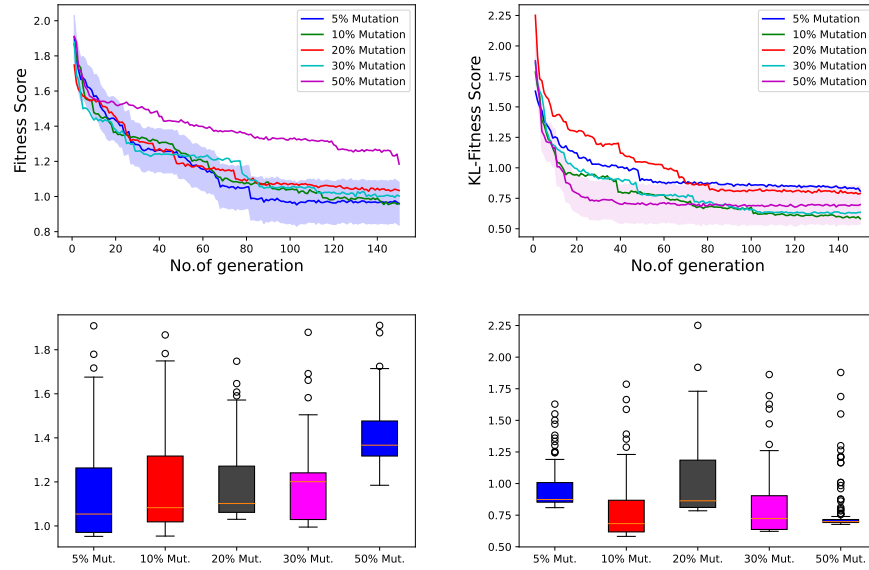 2.0
1.8
1.6
1.4
1.2
1.0
0.8
Fitness Score
0 20 40 60 80 100 120 140
No.of generation
5% Mutation
10% Mutation
20% Mutation
30% Mutation
50% Mutation
2.25
2.00
1.75
1.50
1.25
1.00
0.75
0.50
KL-Fitness Score
0 20 40 60 80 100 120 140
No.of generation
5% Mutation
10% Mutation
20% Mutation
30% Mutation
50% Mutation
1.8
1.6
1.4
1.2
1.0
5% Mut. 10% Mut. 20% Mut. 30% Mut. 50% Mut.
2.25
2.00
1.75
1.50
1.25
1.00
0.75
0.50
5% Mut. 10% Mut. 20% Mut. 30% Mut. 50% Mut.